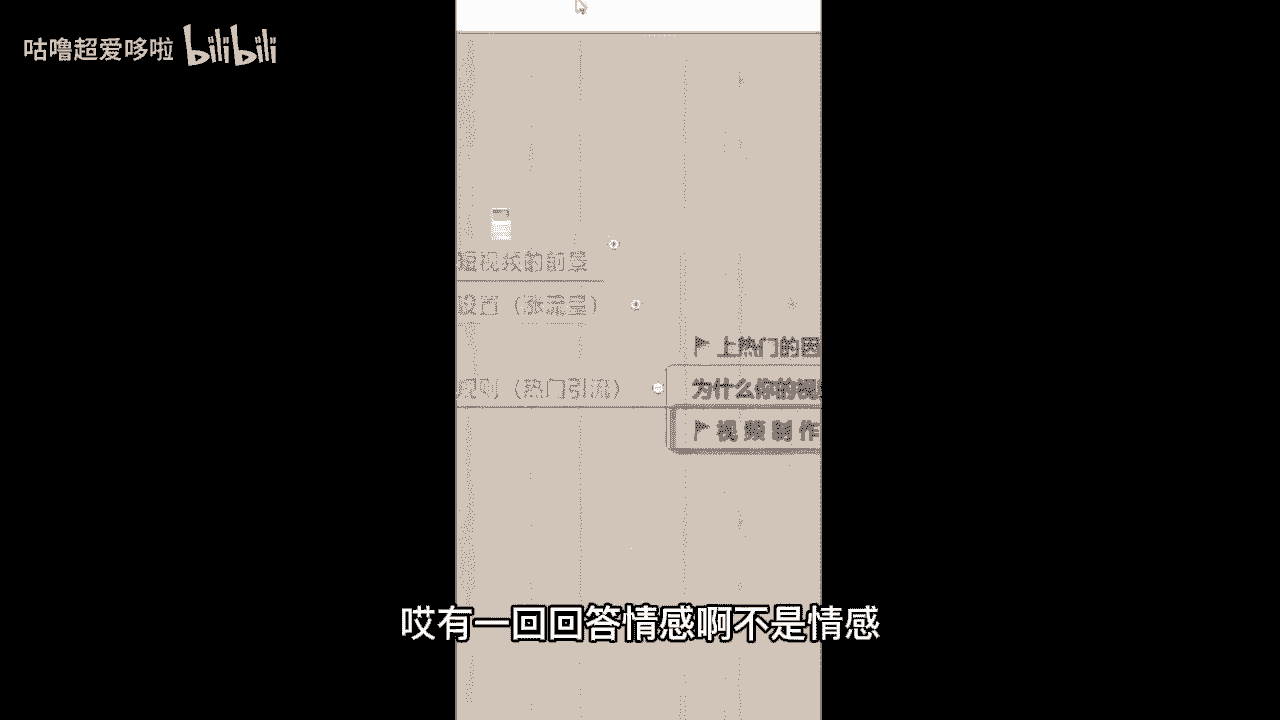 咕噜超爱哆啦 bilibili
短视频的前景
设置（涨流量）
上热门的因
规则（热门引流）
为什么你的视
视频制作
哎有一回回答情感啊不是情感